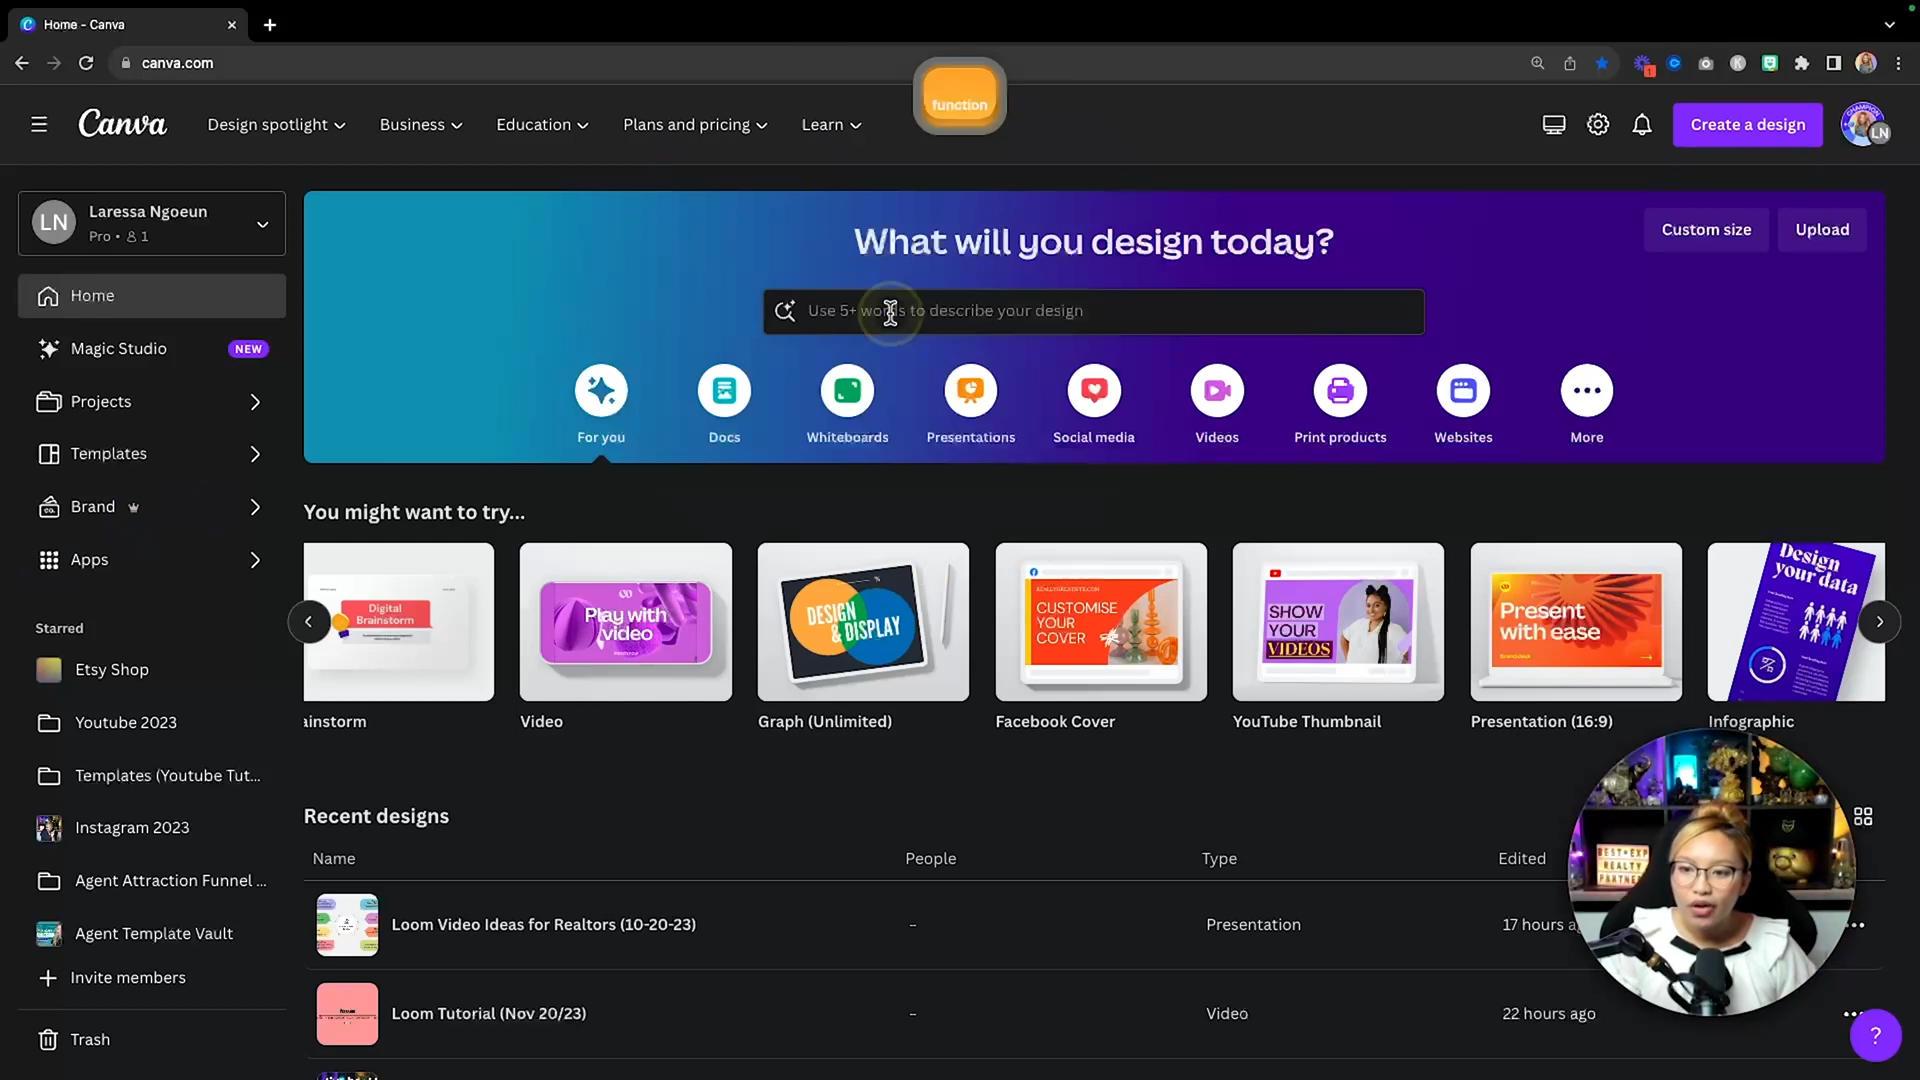 Home - Canva
canva.com
1
function
Canva
Design spotlight
Business
Education
Plans and pricing
Learn
Create a design
LN
LN
Laressa Ngoeun
Pro • 1
Home
Magic Studio
NEW
Projects
Templates
Brand
Apps
Starred
Etsy Shop
Youtube 2023
Templates (Youtube Tut...
Instagram 2023
Agent Attraction Funnel ...
Agent Template Vault
Invite members
Trash
What will you design today?
Custom size
Upload
Use 5+ words to describe your design
For you
Docs
Whiteboards
Presentations
Social media
Videos
Print products
Websites
More
You might want to try...
Digital
Brainstorm
Play with
video
DESIGN
& DISPLAY
CUSTOMISE
YOUR
COVER
SHOW
YOUR
VIDEOS
Present
with ease
Design
your data
ainstorm
Video
Graph (Unlimited)
Facebook Cover
YouTube Thumbnail
Presentation (16:9)
Infographic
Recent designs
Name
People
Type
Edited
Loom Video Ideas for Realtors (10-20-23)
–
Presentation
17 hours ag
Loom Tutorial (Nov 20/23)
–
Video
22 hours ago
BEST EXP
REALTY
PARTNE
?